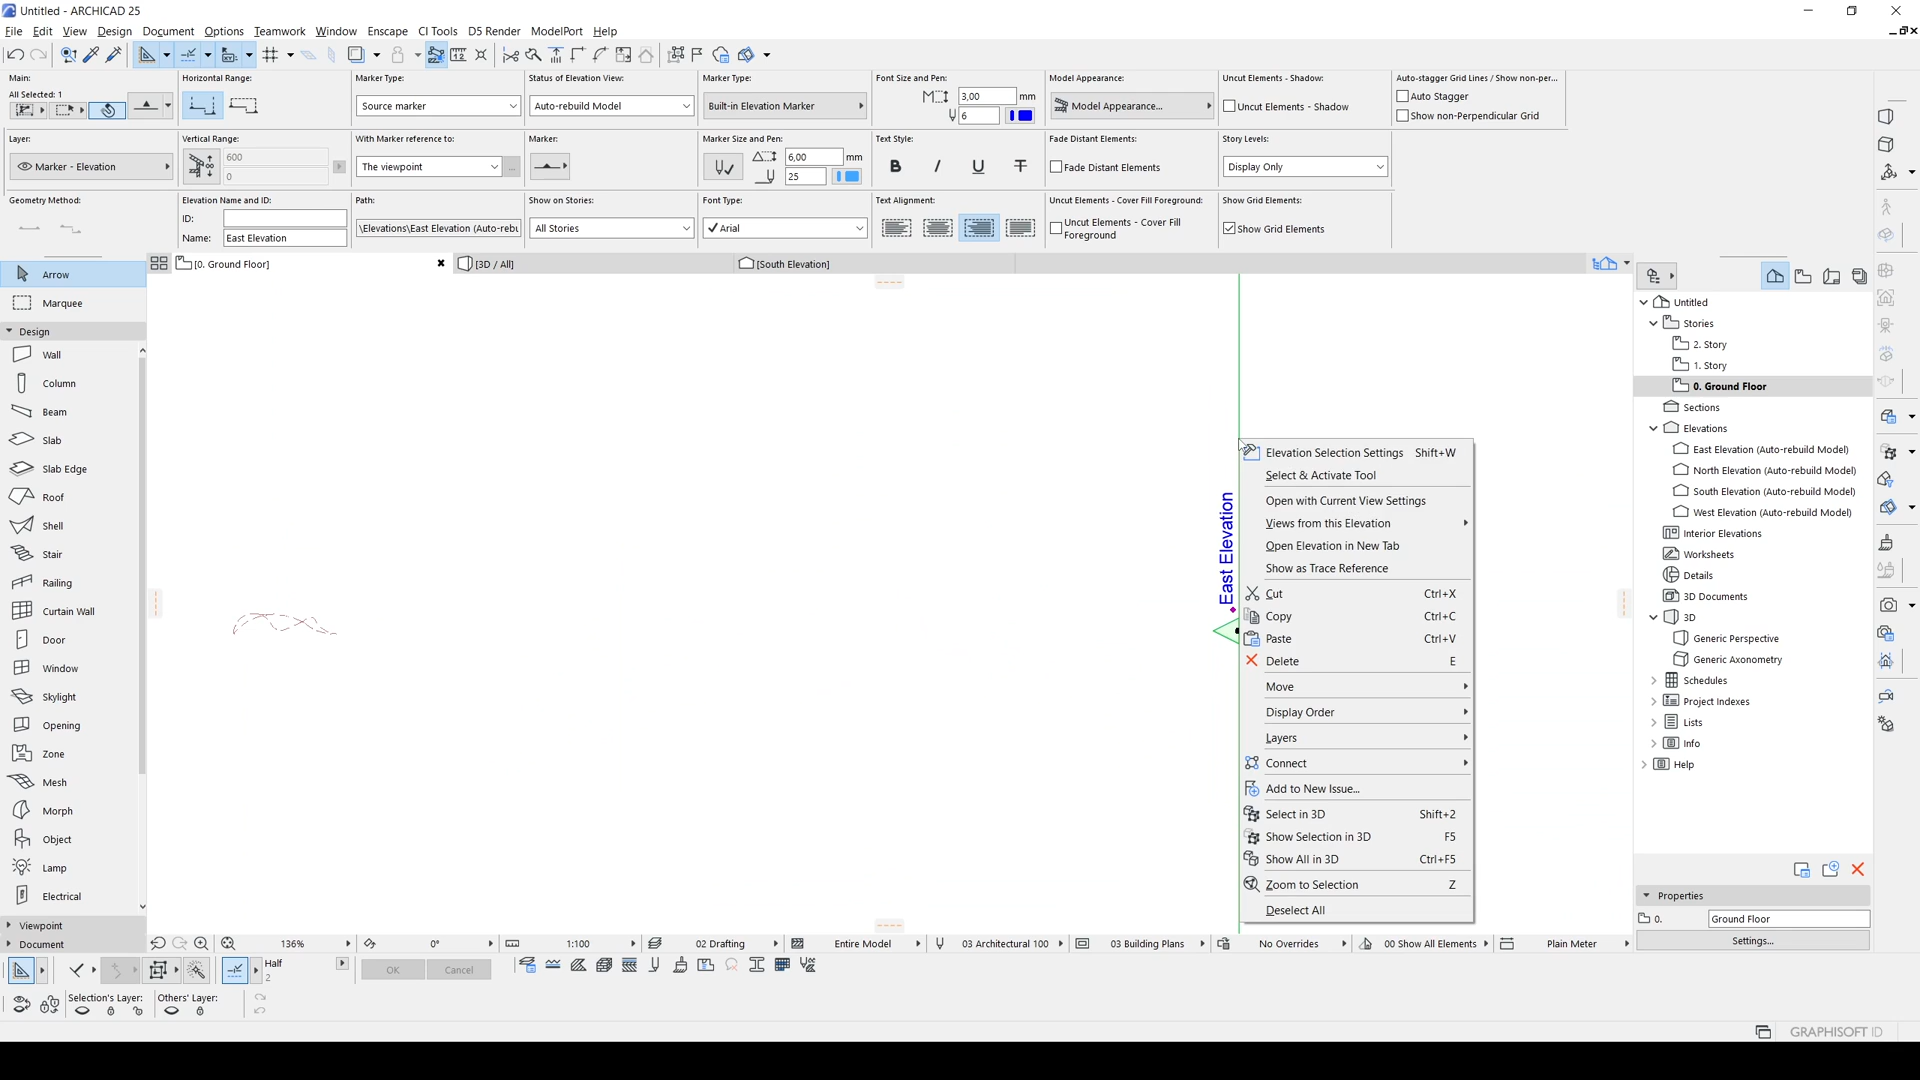 Untitled - ARCHICAD 25
File Edit View Design Document Options Teamwork Window Enscape CI Tools D5 Render ModelPort Help
Main: Horizontal Range: Marker Type: Status of Elevation View: Marker Type: Font Size and Pen: Model Appearance: Uncut Elements - Shadow: Auto-stagger Grid Lines / Show non-per...
All Selected: 1
Source marker Auto-rebuild Model Built-in Elevation Marker 3,00 mm Model Appearance... Uncut Elements - Shadow Auto Stagger
6 Show non-Perpendicular Grid
Layer: Vertical Range: With Marker reference to: Marker: Marker Size and Pen: Text Style: Fade Distant Elements: Story Levels:
Marker - Elevation 600 The viewpoint ... 6,00 mm B I U T Fade Distant Elements Display Only
0 25
Geometry Method: Elevation Name and ID: Path: Show on Stories: Font Type: Text Alignment: Uncut Elements - Cover Fill Foreground: Show Grid Elements:
ID: \Elevations\East Elevation (Auto-rebu All Stories Arial Uncut Elements - Cover Fill Foreground Show Grid Elements
Name: East Elevation
[0. Ground Floor] [3D / All] [South Elevation]
Arrow
Marquee
Design
Wall
Column
Beam
Slab
Slab Edge
Roof
Shell
Stair
Railing
Curtain Wall
Door
Window
Skylight
Opening
Zone
Mesh
Morph
Object
Lamp
Electrical
Viewpoint
Document
East Elevation
Elevation Selection Settings Shift+W
Select & Activate Tool
Open with Current View Settings
Views from this Elevation
Open Elevation in New Tab
Show as Trace Reference
Cut Ctrl+X
Copy Ctrl+C
Paste Ctrl+V
Delete E
Move
Display Order
Layers
Connect
Add to New Issue...
Select in 3D Shift+2
Show Selection in 3D F5
Show All in 3D Ctrl+F5
Zoom to Selection Z
Deselect All
Untitled
Stories
2. Story
1. Story
0. Ground Floor
Sections
Elevations
East Elevation (Auto-rebuild Model)
North Elevation (Auto-rebuild Model)
South Elevation (Auto-rebuild Model)
West Elevation (Auto-rebuild Model)
Interior Elevations
Worksheets
Details
3D Documents
3D
Generic Perspective
Generic Axonometry
Schedules
Project Indexes
Lists
Info
Help
Properties
0. Ground Floor
Settings...
136% 0° 1:100 02 Drafting Entire Model 03 Architectural 100 03 Building Plans No Overrides 00 Show All Elements Plain Meter
Half
2
OK Cancel
Selection's Layer: Others' Layer:
GRAPHISOFT ID